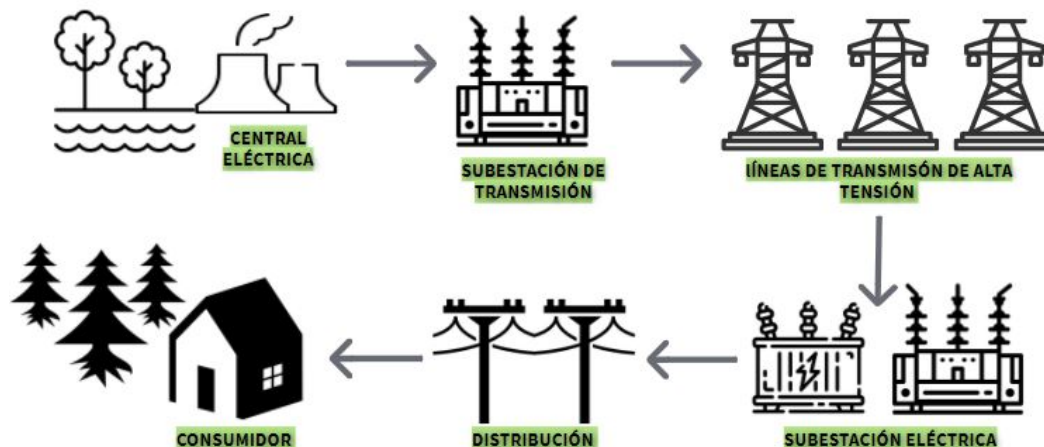 CENTRAL
ELÉCTRICA
SUBESTACIÓN DE
TRANSMISIÓN
lÍNEAS DE TRANSMISÓN DE ALTA
TENSIÓN
CONSUMIDOR
DISTRIBUCIÓN
SUBESTACIÓN ELÉCTRICA